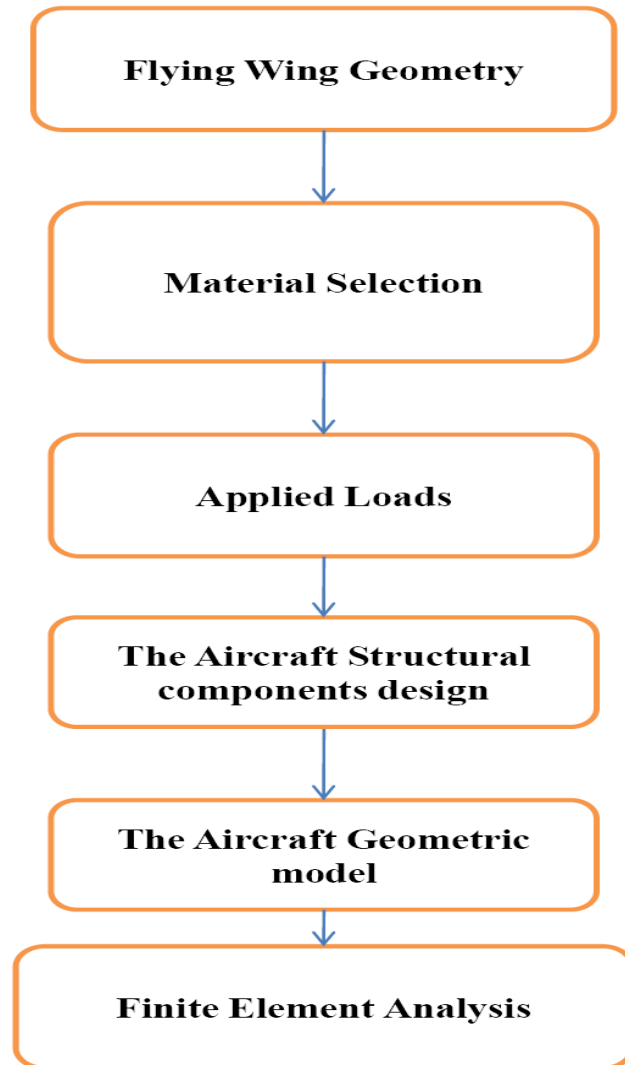 Flying Wing Geometry
Material Selection
Applied Loads
The Aircraft Structural
components design
The Aircraft Geometric
model
Finite Element Analysis